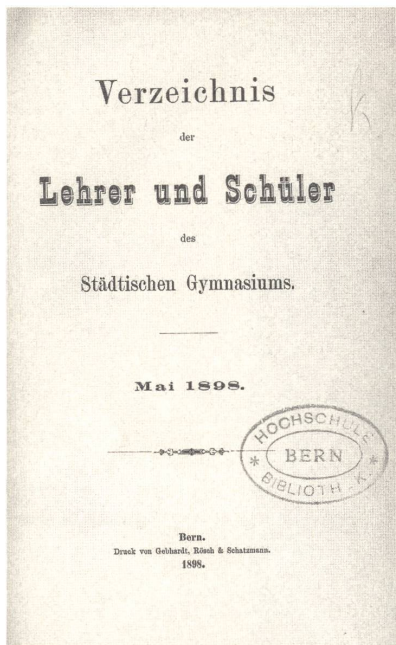 Verzeichnis
der
Lehrer und Schüler
des
Städtischen Gymnasiums.
Mai 1898.
HOCHSCHULE
BERN
BIBLIOTHEK
Bern.
Druck von Gebhardt, Rösch & Schatzmann.
1898.